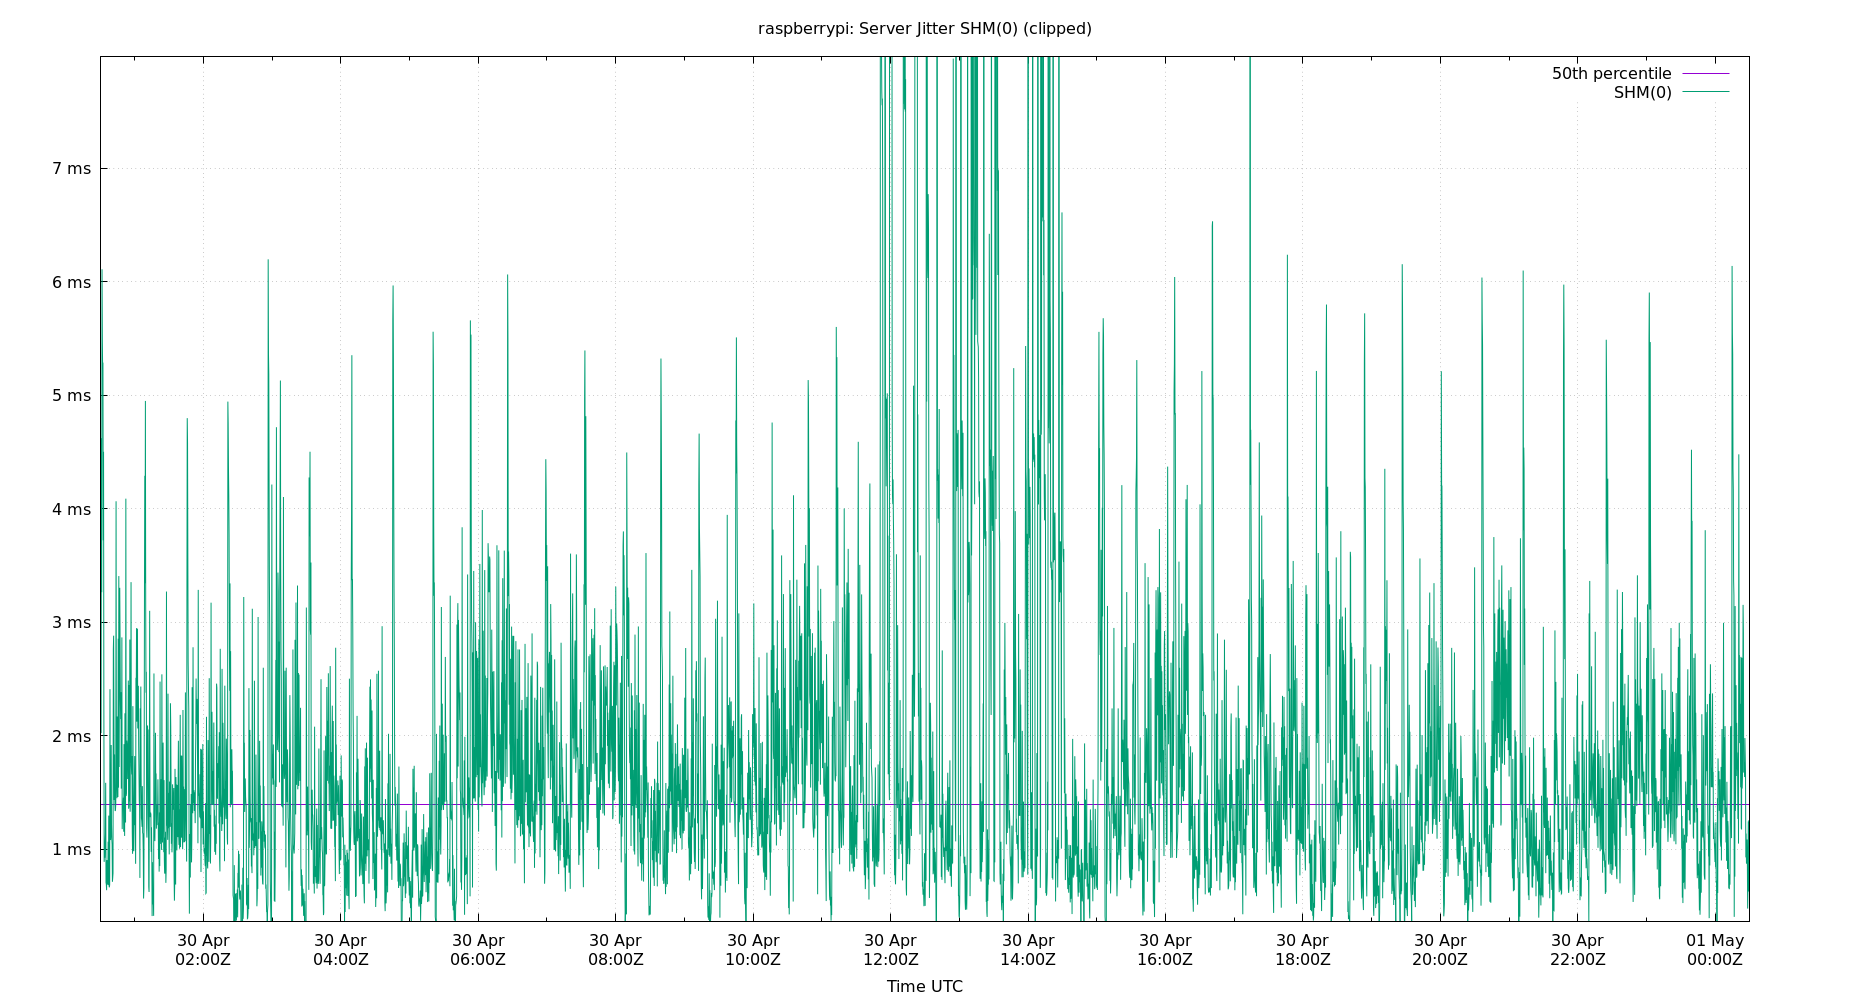 raspberrypi: Server Jitter SHM(0) (clipped)
50th percentile
SHM(0)
7 ms
6 ms
5 ms
4 ms
3 ms
2 ms
1 ms
30 Apr 30 Apr 30 Apr 30 Apr 30 Apr 30 Apr 30 Apr 30 Apr 30 Apr 30 Apr 30 Apr 01 May
02:00Z 04:00Z 06:00Z 08:00Z 10:00Z 12:00Z 14:00Z 16:00Z 18:00Z 20:00Z 22:00Z 00:00Z
Time UTC